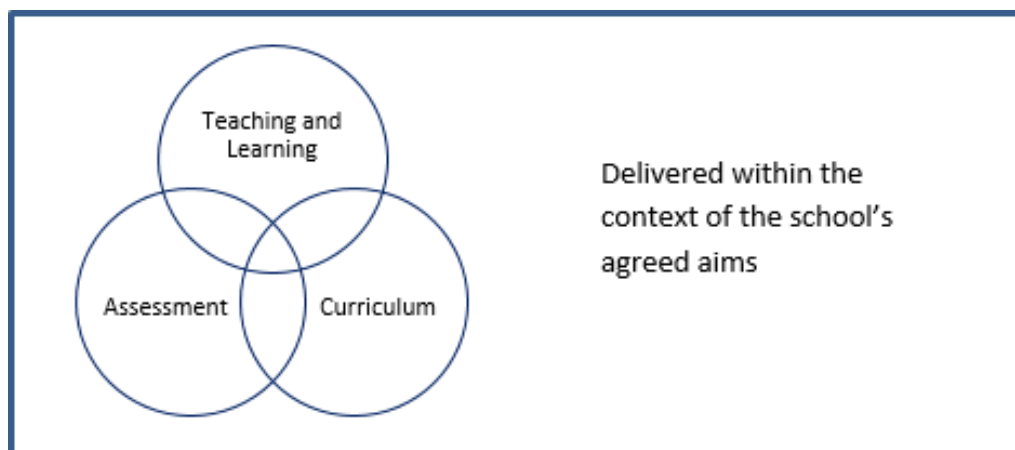 Teaching and
Learning
Assessment
Curriculum
Delivered within the
context of the school’s
agreed aims